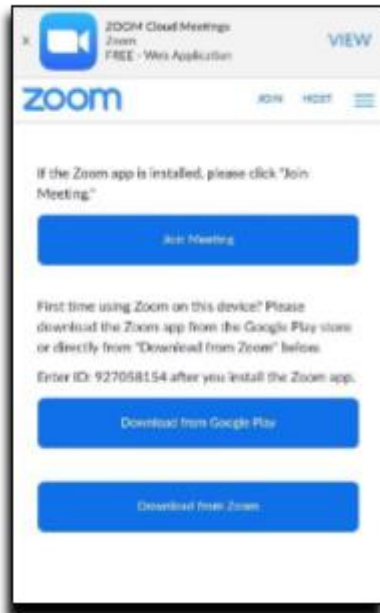 × ZOOM Cloud Meetings
Zoom
FREE - Web Application
VIEW
zoom JOIN HOST
If the Zoom app is installed, please click "Join
Meeting."
Join Meeting
First time using Zoom on this device? Please
download the Zoom app from the Google Play store
or directly from "Download from Zoom" below.
Enter ID: 927058154 after you install the Zoom app.
Download from Google Play
Download from Zoom